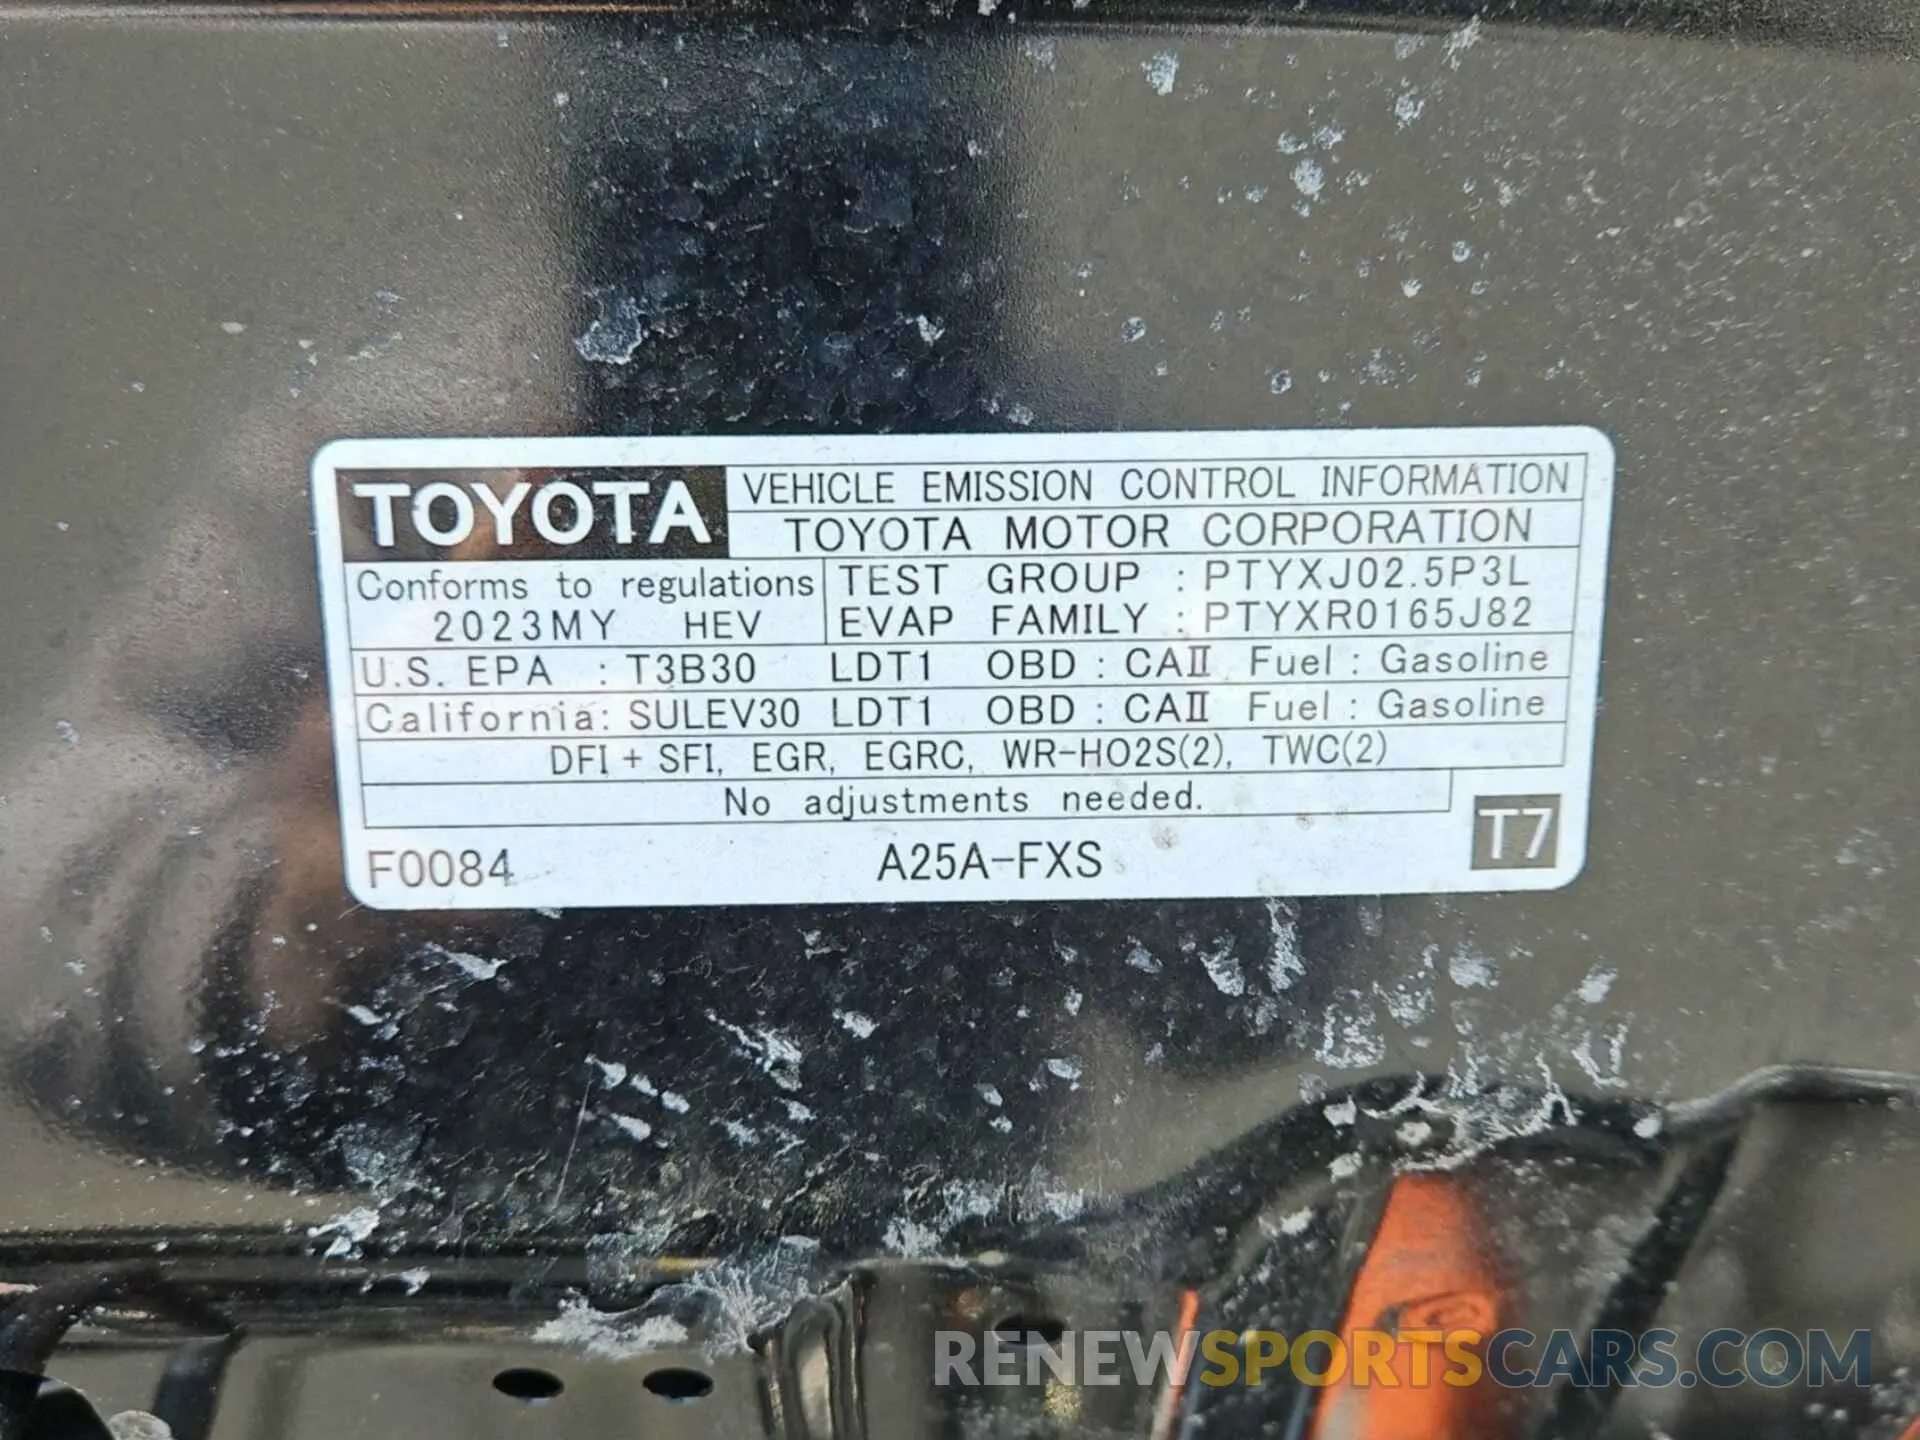 TOYOTA VEHICLE EMISSION CONTROL INFORMATION
TOYOTA MOTOR CORPORATION
Conforms to regulations TEST GROUP : PTYXJ02.5P3L
2023MY HEV EVAP FAMILY : PTYXR0165J82
U.S. EPA : T3B30 LDT1 OBD : CAⅡ Fuel : Gasoline
California: SULEV30 LDT1 OBD : CAⅡ Fuel : Gasoline
DFI + SFI, EGR, EGRC, WR-HO2S(2), TWC(2)
No adjustments needed.
F0084 A25A-FXS T7
RENEWSPORTSCARS.COM